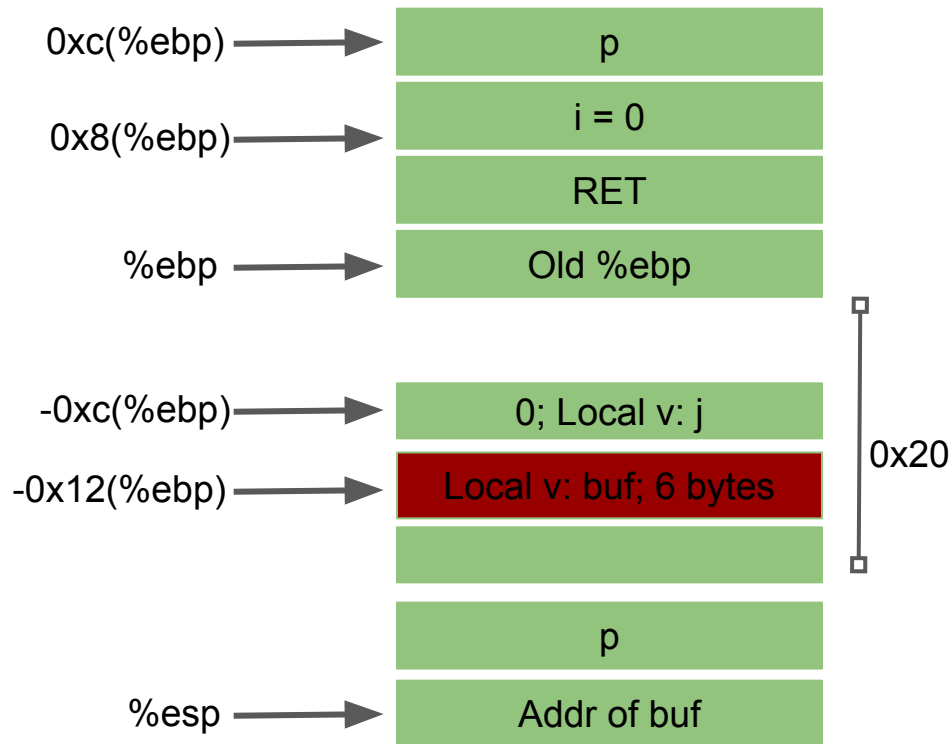 0xc(%ebp)
p
0x8(%ebp)
i = 0
RET
%ebp
Old %ebp
-0xc(%ebp)
0; Local v: j
0x20
-0x12(%ebp)
Local v: buf; 6 bytes
p
%esp
Addr of buf